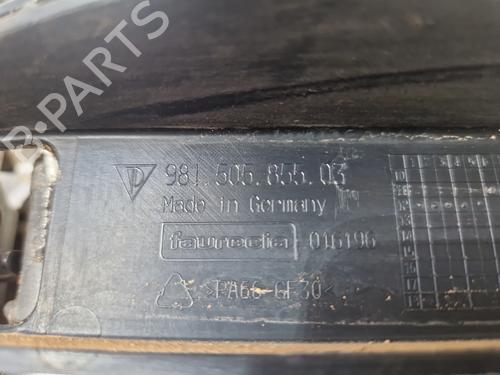 981.505.855.03
Made in Germany
faurecia 016196
>PA66-GF30<
B-PARTS